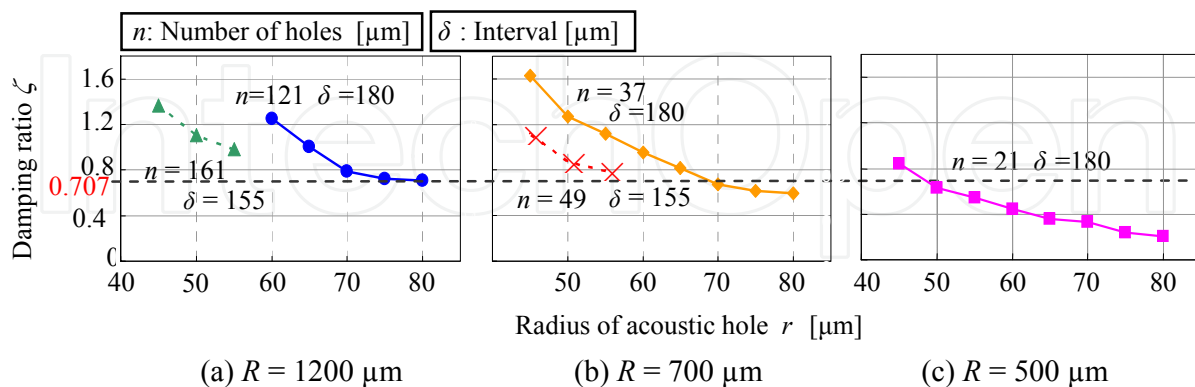 n: Number of holes [µm]
δ : Interval [µm]
Damping ratio ζ
1.6
1.2
0.8
0.707
0.4
0
n=121 δ =180
n = 161
δ = 155
n = 37
δ =180
n = 49
δ = 155
n = 21 δ =180
40 50 60 70 80
40 50 60 70 80
40 50 60 70 80
Radius of acoustic hole r [µm]
(a) R = 1200 µm
(b) R = 700 µm
(c) R = 500 µm
InTech Open